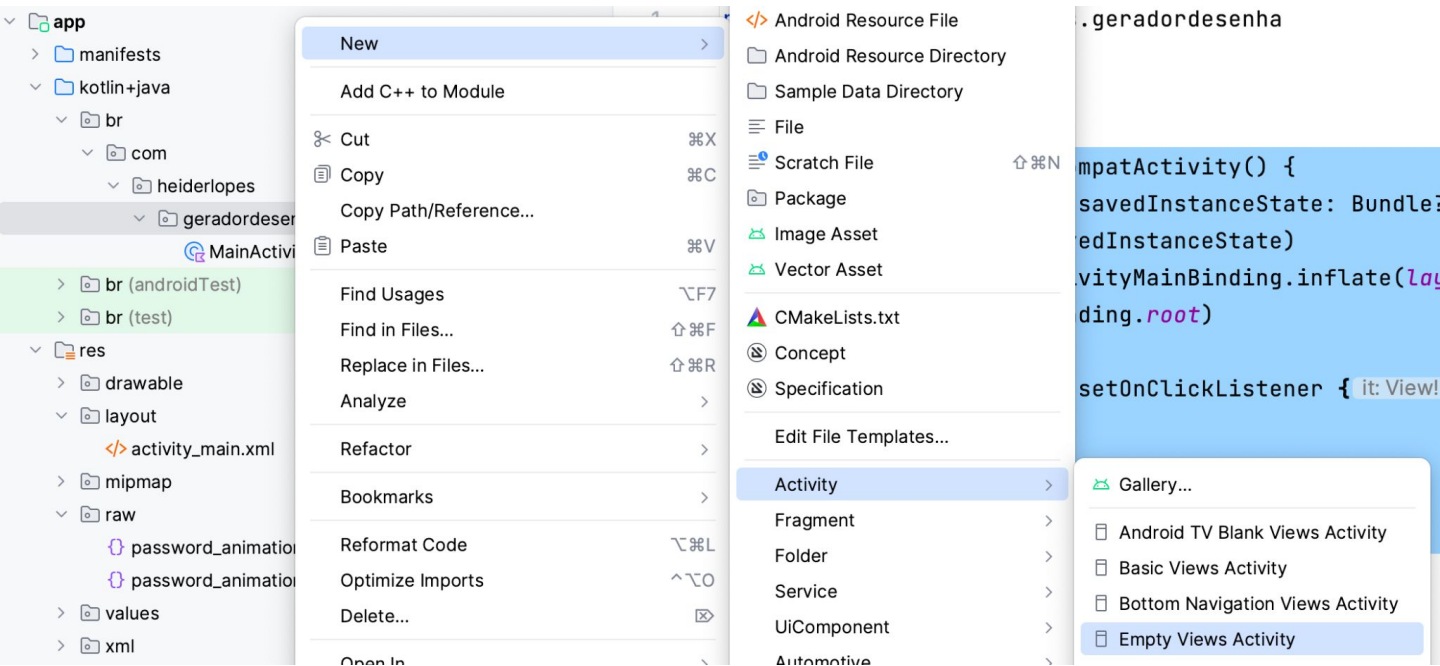 app
manifests
kotlin+java
br
com
heiderlopes
geradordeser
MainActivi
br (androidTest)
br (test)
res
drawable
layout
activity_main.xml
mipmap
raw
password_animation
password_animation
values
xml
New
Add C++ to Module
Cut ⌘X
Copy ⌘C
Copy Path/Reference...
Paste ⌘V
Find Usages ⌥F7
Find in Files... ⇧⌘F
Replace in Files... ⇧⌘R
Analyze
Refactor
Bookmarks
Reformat Code ⌥⌘L
Optimize Imports ^⌥O
Delete... ⌦
Open In
Android Resource File
Android Resource Directory
Sample Data Directory
File
Scratch File ⇧⌘N
Package
Image Asset
Vector Asset
CMakeLists.txt
Concept
Specification
Edit File Templates...
Activity
Fragment
Folder
Service
UiComponent
Automotive
Gallery...
Android TV Blank Views Activity
Basic Views Activity
Bottom Navigation Views Activity
Empty Views Activity
.geradordesenha
mpatActivity() {
savedInstanceState: Bundle?
edInstanceState)
vityMainBinding.inflate(lay
ding.root)
setOnClickListener { it: View!